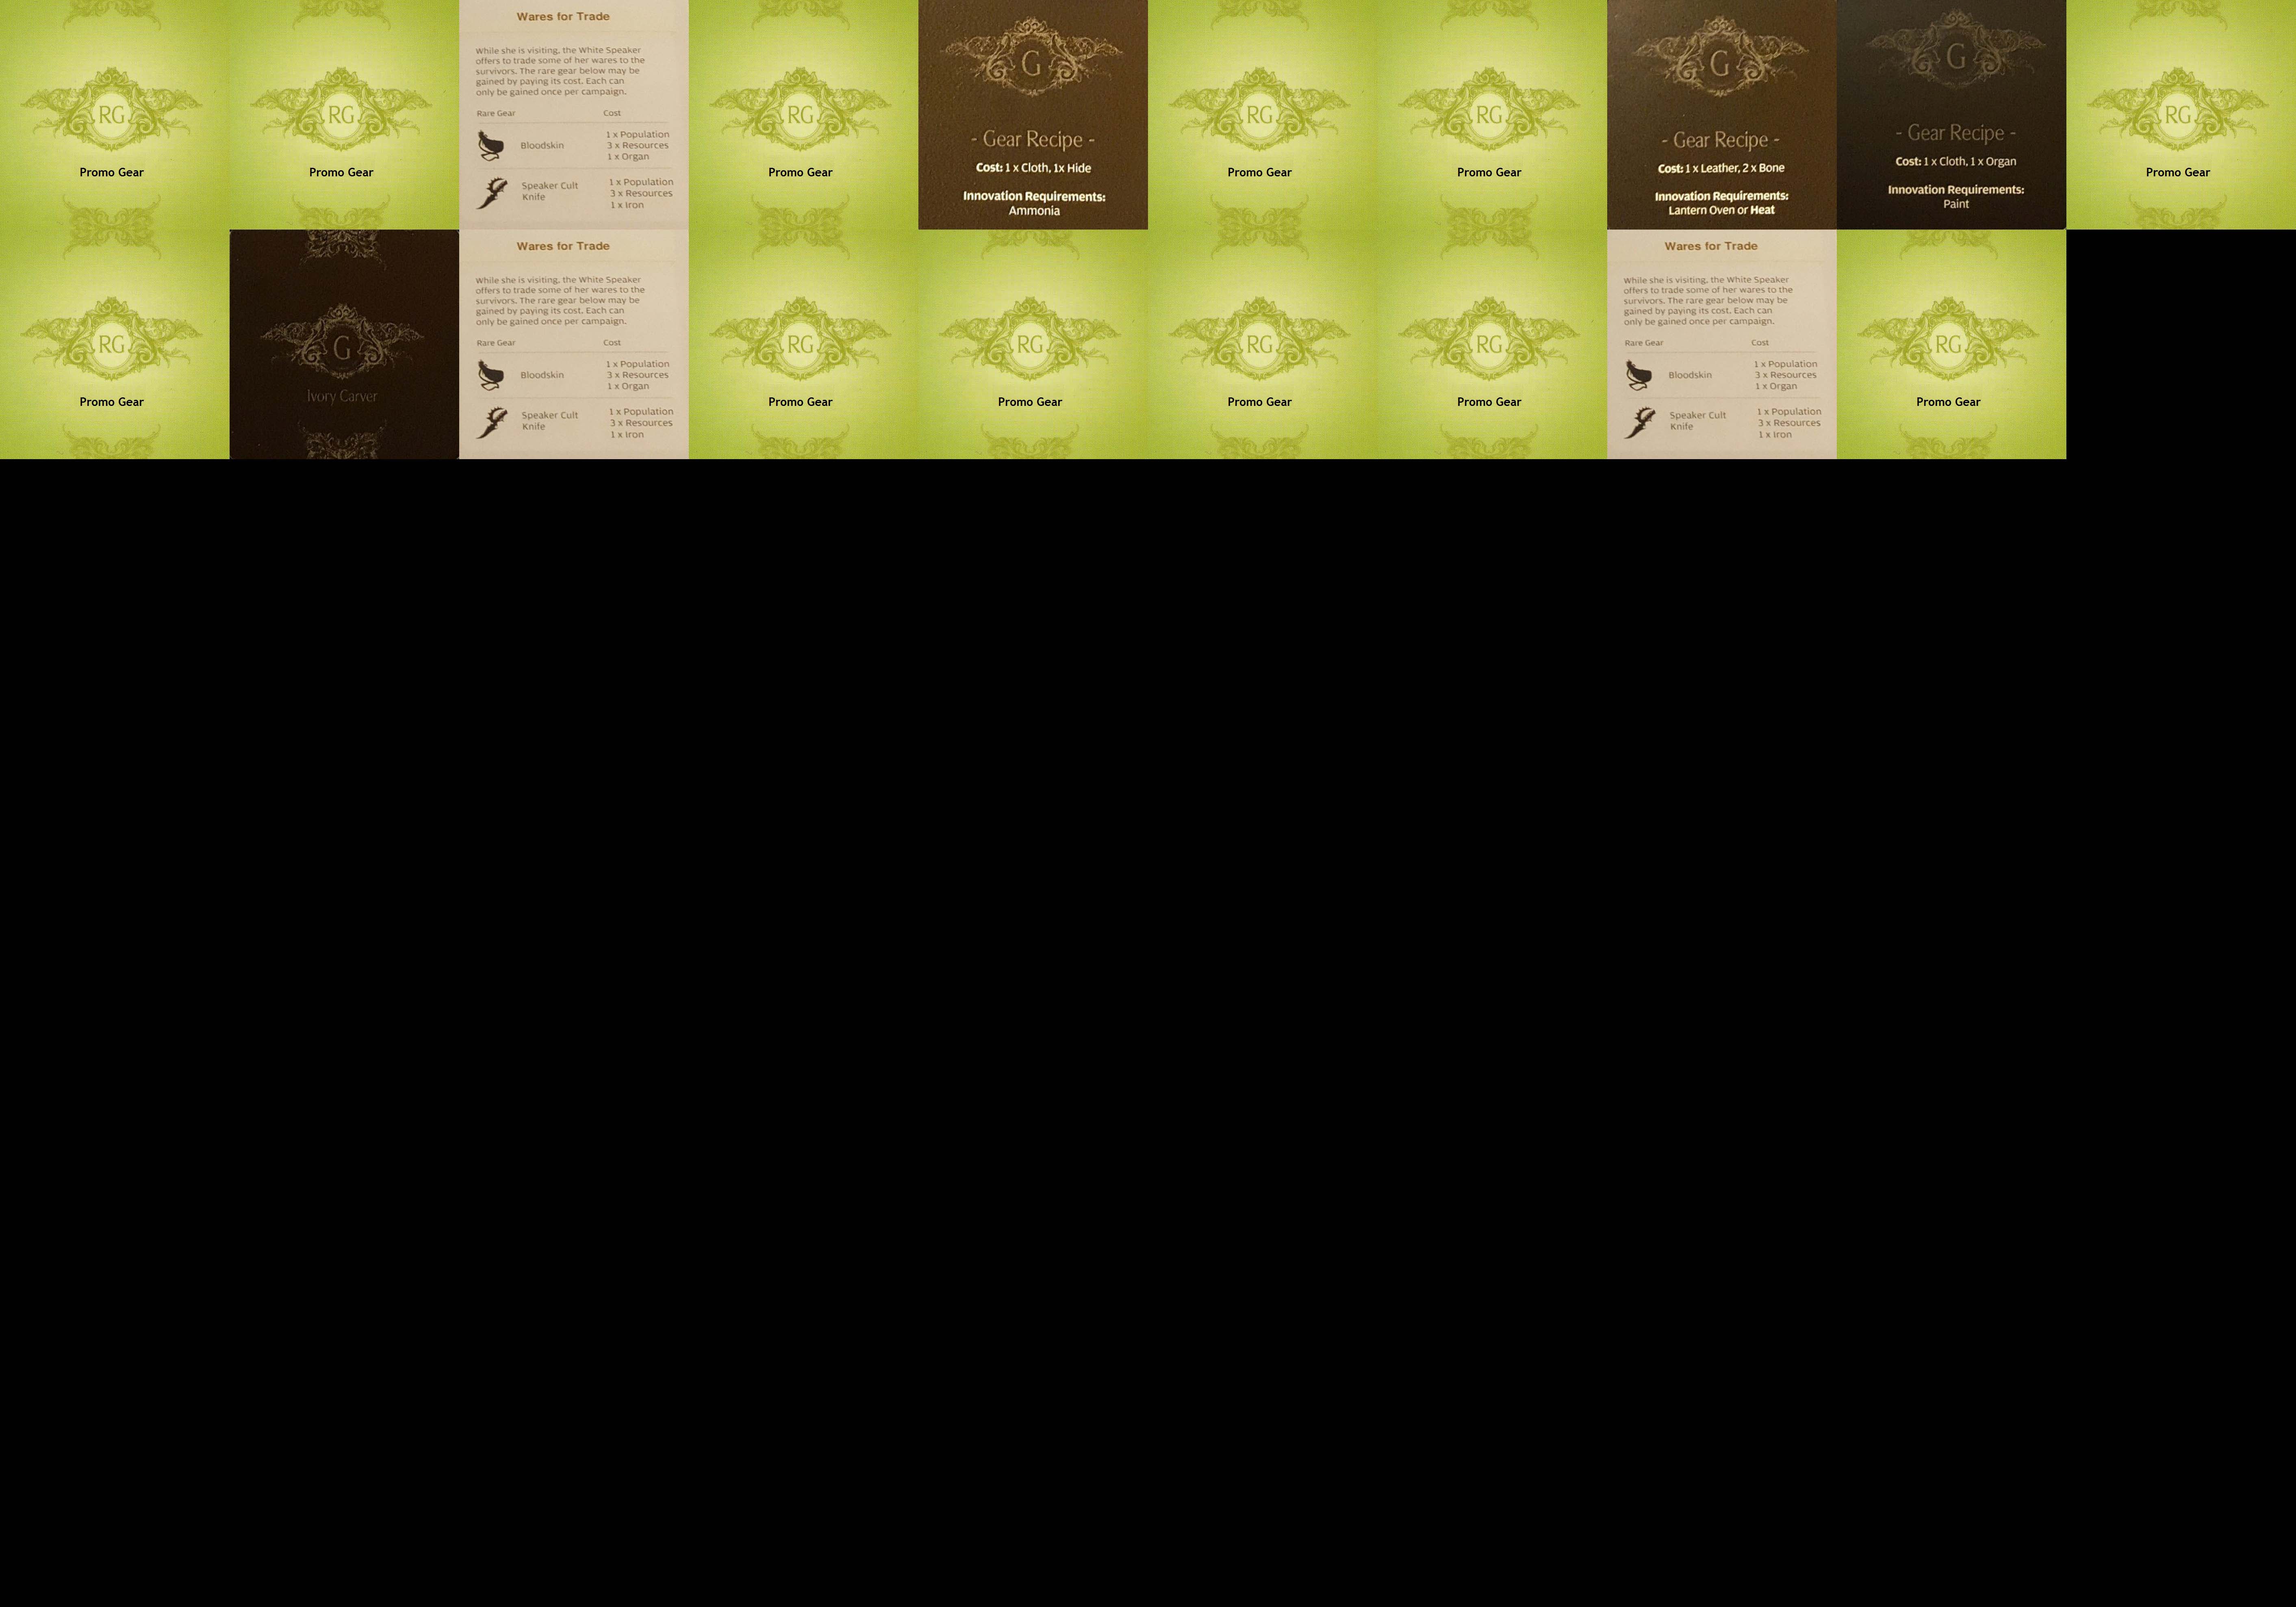 RG
Promo Gear
RG
Promo Gear
Wares for Trade
While she is visiting, the White Speaker
offers to trade some of her wares to the
survivors. The rare gear below may be
gained by paying its cost. Each can
only be gained once per campaign.
Rare Gear Cost
Bloodskin
1 x Population
3 x Resources
1 x Organ
Speaker Cult
Knife
1 x Population
3 x Resources
1 x Iron
RG
Promo Gear
G
- Gear Recipe -
Cost: 1 x Cloth, 1x Hide
Innovation Requirements:
Ammonia
RG
Promo Gear
RG
Promo Gear
G
- Gear Recipe -
Cost: 1 x Leather, 2 x Bone
Innovation Requirements:
Lantern Oven or Heat
G
- Gear Recipe -
Cost: 1 x Cloth, 1 x Organ
Innovation Requirements:
Paint
RG
Promo Gear
RG
Promo Gear
G
Ivory Carver
Wares for Trade
While she is visiting, the White Speaker
offers to trade some of her wares to the
survivors. The rare gear below may be
gained by paying its cost. Each can
only be gained once per campaign.
Rare Gear Cost
Bloodskin
1 x Population
3 x Resources
1 x Organ
Speaker Cult
Knife
1 x Population
3 x Resources
1 x Iron
RG
Promo Gear
RG
Promo Gear
RG
Promo Gear
RG
Promo Gear
Wares for Trade
While she is visiting, the White Speaker
offers to trade some of her wares to the
survivors. The rare gear below may be
gained by paying its cost. Each can
only be gained once per campaign.
Rare Gear Cost
Bloodskin
1 x Population
3 x Resources
1 x Organ
Speaker Cult
Knife
1 x Population
3 x Resources
1 x Iron
RG
Promo Gear